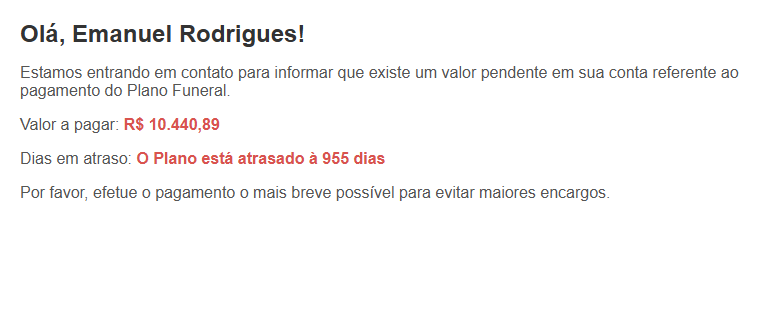 Olá, Emanuel Rodrigues!
Estamos entrando em contato para informar que existe um valor pendente em sua conta referente ao
pagamento do Plano Funeral.
Valor a pagar: R$ 10.440,89
Dias em atraso: O Plano está atrasado à 955 dias
Por favor, efetue o pagamento o mais breve possível para evitar maiores encargos.